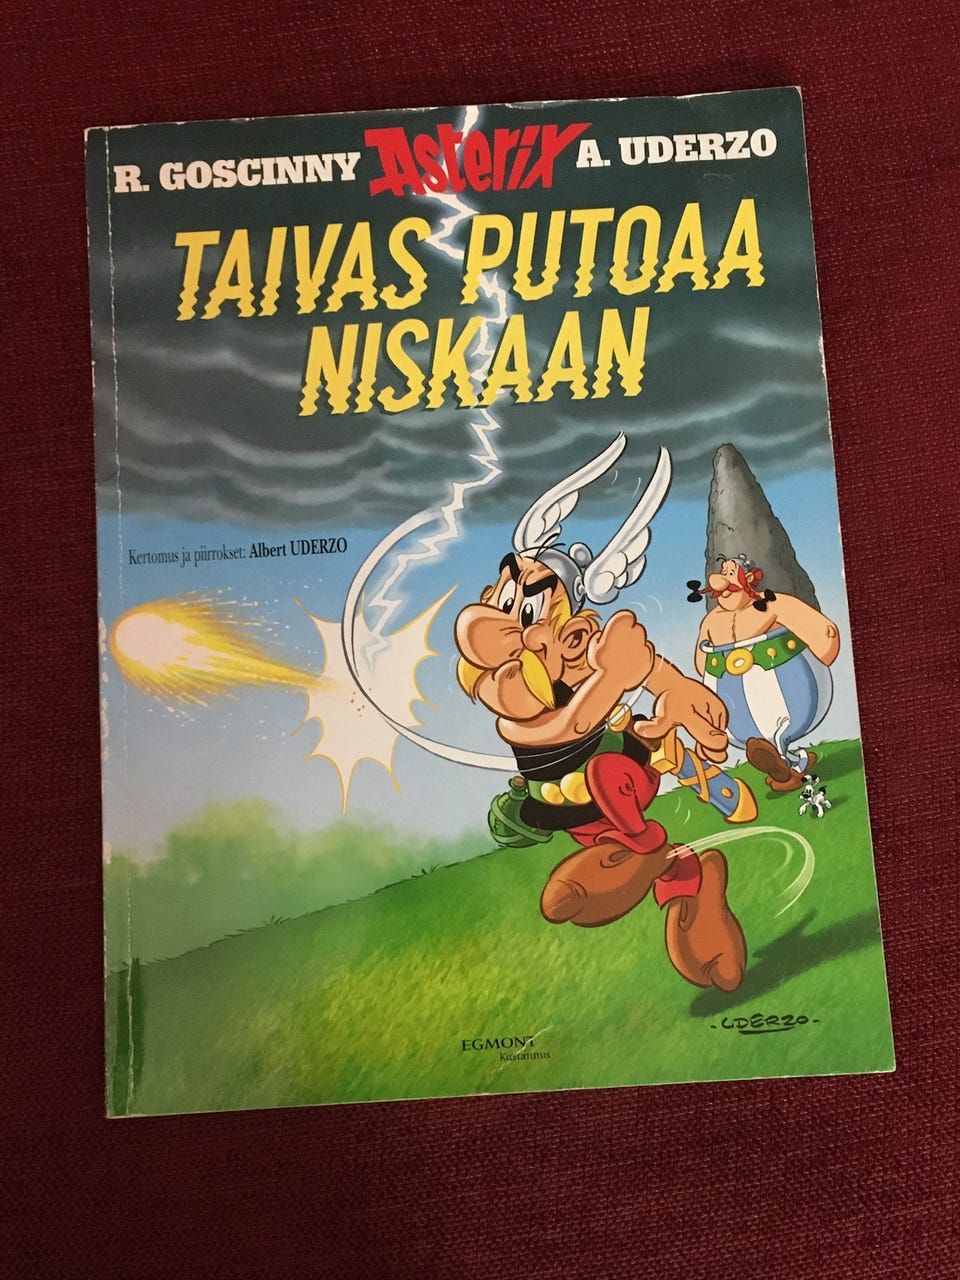 R. GOSCINNY Asterix A. UDERZO
TAIVAS PUTOAA
NISKAAN
Kertomus ja piirrokset: Albert UDERZO
-UDERZO-
EGMONT
Kustannus